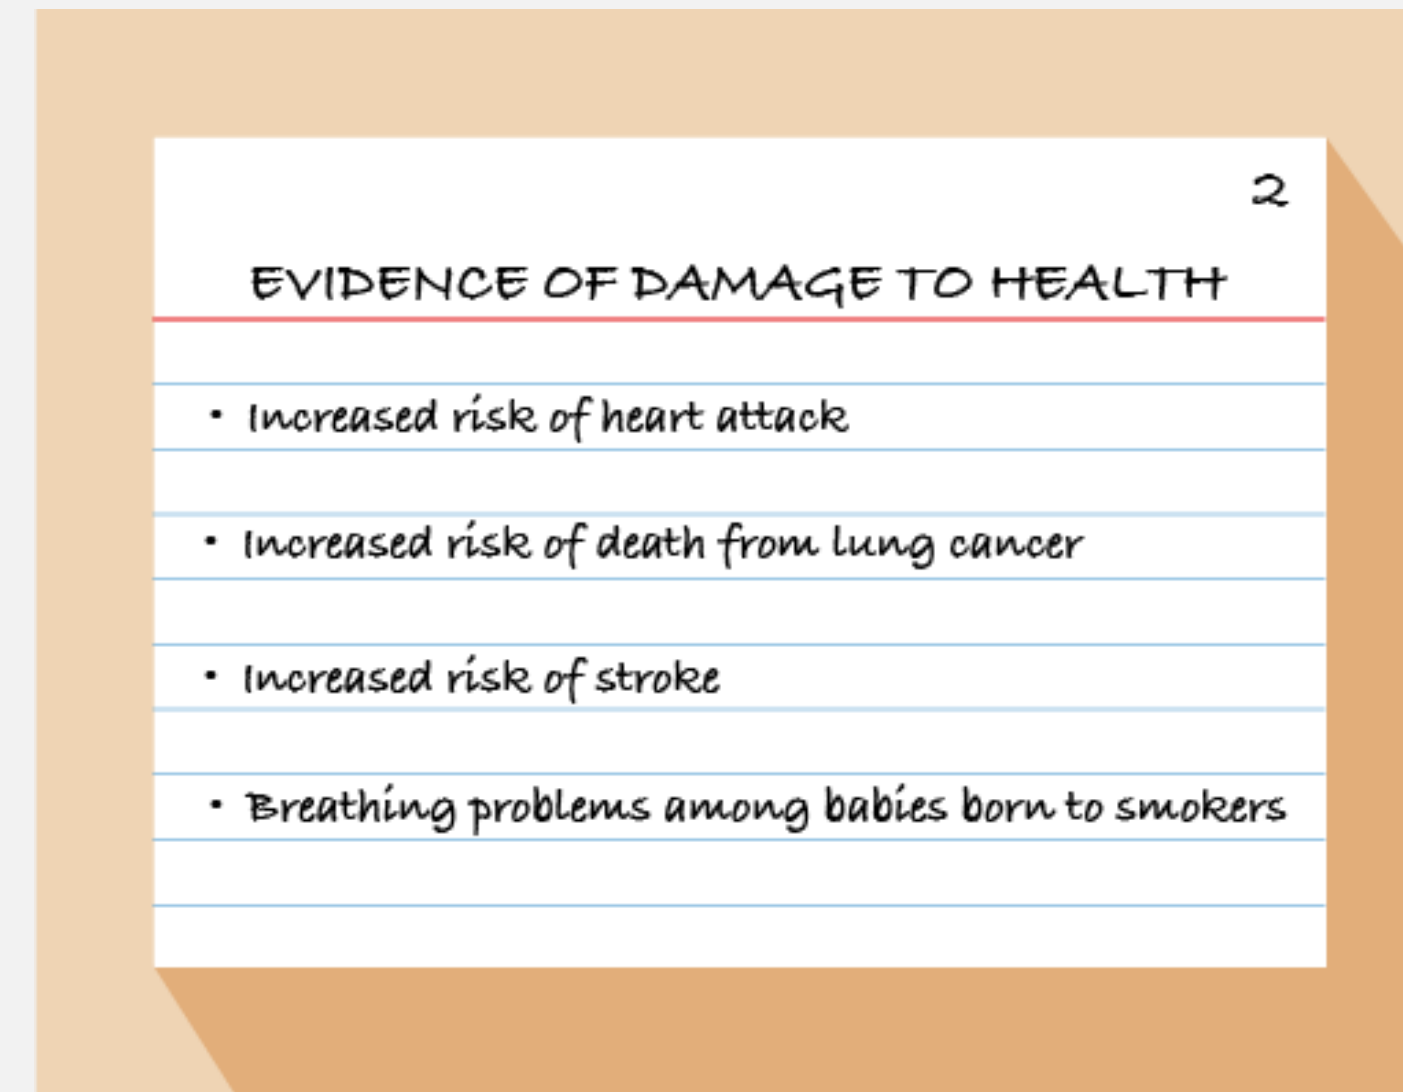 2
EVIDENCE OF DAMAGE TO HEALTH
• Increased risk of heart attack
• Increased risk of death from lung cancer
• Increased risk of stroke
• Breathing problems among babies born to smokers